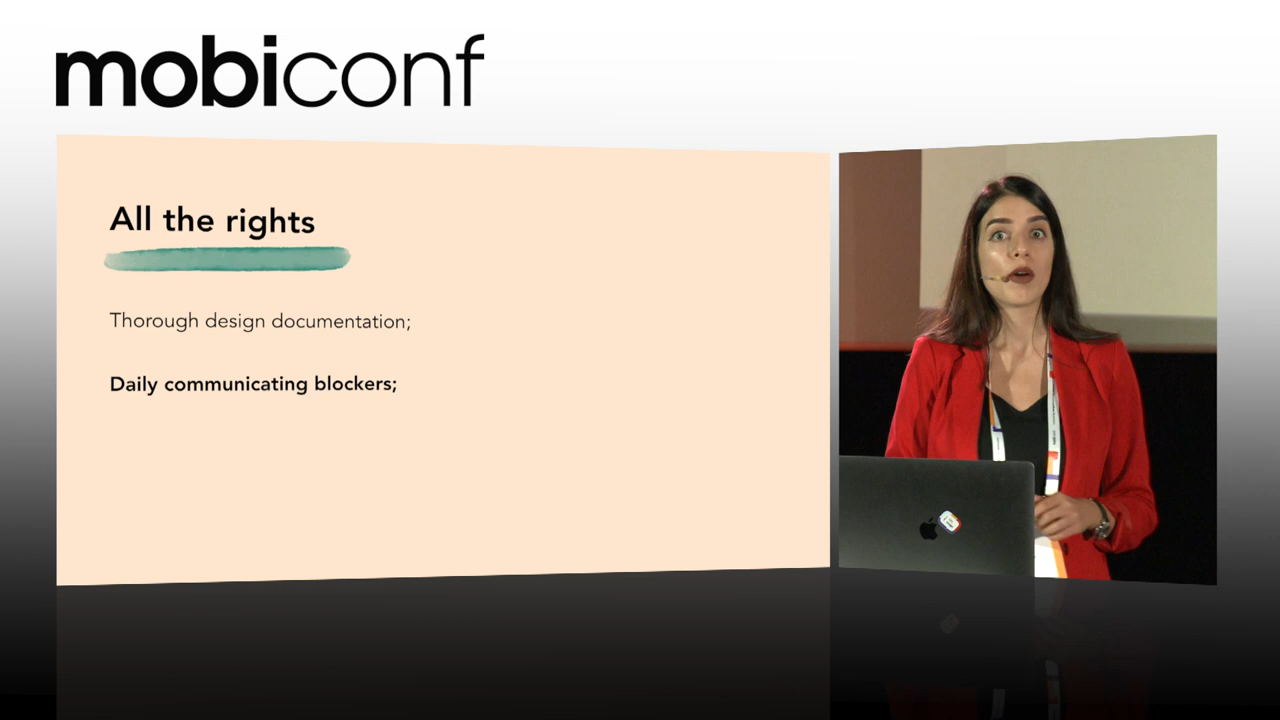 mobiconf
All the rights
Thorough design documentation;
Daily communicating blockers;